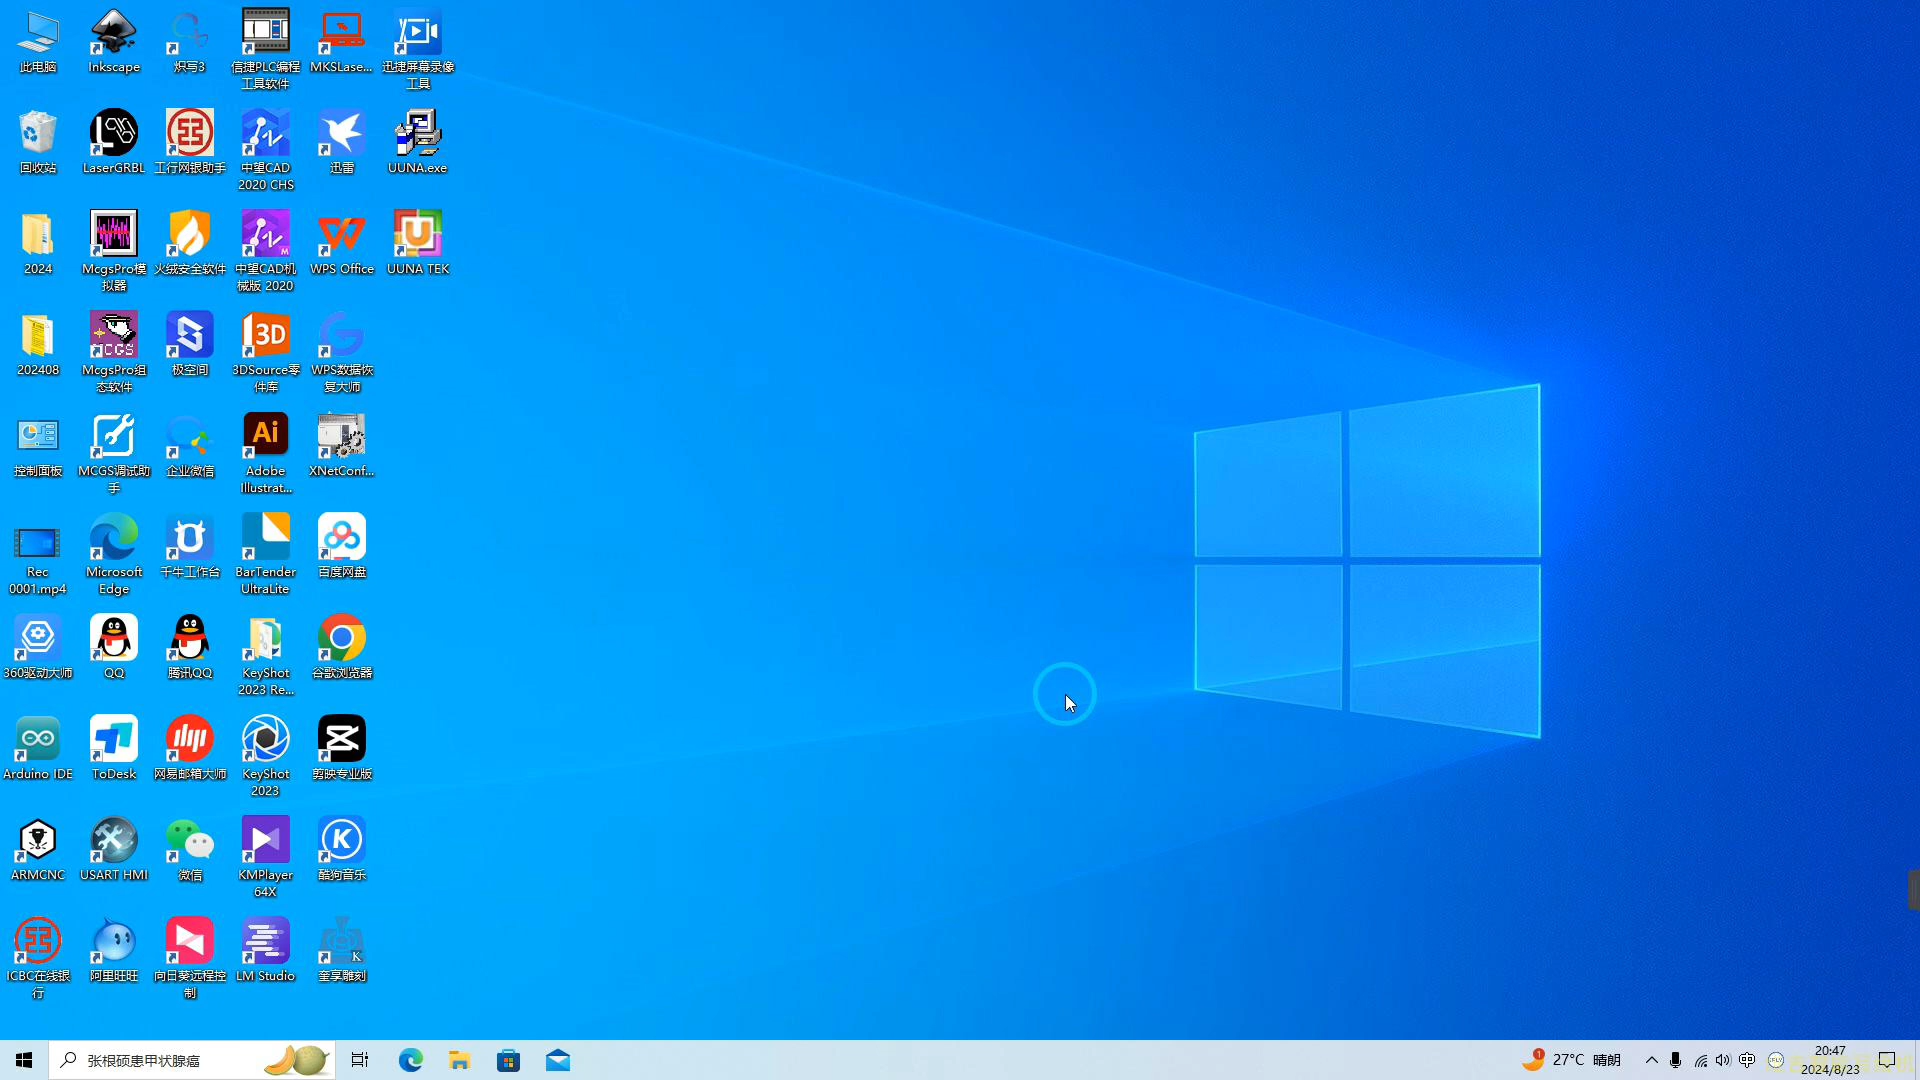 此电脑
Inkscape
炽写3
信捷PLC编程
工具软件
MKSLase...
迅捷屏幕录像
工具
回收站
LaserGRBL
工行网银助手
中望CAD
2020 CHS
迅雷
UUNA.exe
2024
McgsPro模
拟器
火绒安全软件
中望CAD机
械版 2020
WPS Office
UUNA TEK
202408
McgsPro组
态软件
极空间
3DSource零
件库
WPS数据恢
复大师
控制面板
MCGS调试助
手
企业微信
Adobe
Illustrat...
XNetConf...
Rec
0001.mp4
Microsoft
Edge
千牛工作台
BarTender
UltraLite
百度网盘
360驱动大师
QQ
腾讯QQ
KeyShot
2023 Re...
谷歌浏览器
Arduino IDE
ToDesk
网易邮箱大师
KeyShot
2023
剪映专业版
ARMCNC
USART HMI
微信
KMPlayer
64X
酷狗音乐
ICBC在线银
行
阿里旺旺
向日葵远程控
制
LM Studio
奎享雕刻
张根硕患甲状腺癌
27°C 晴朗
中
20:47
2024/8/23